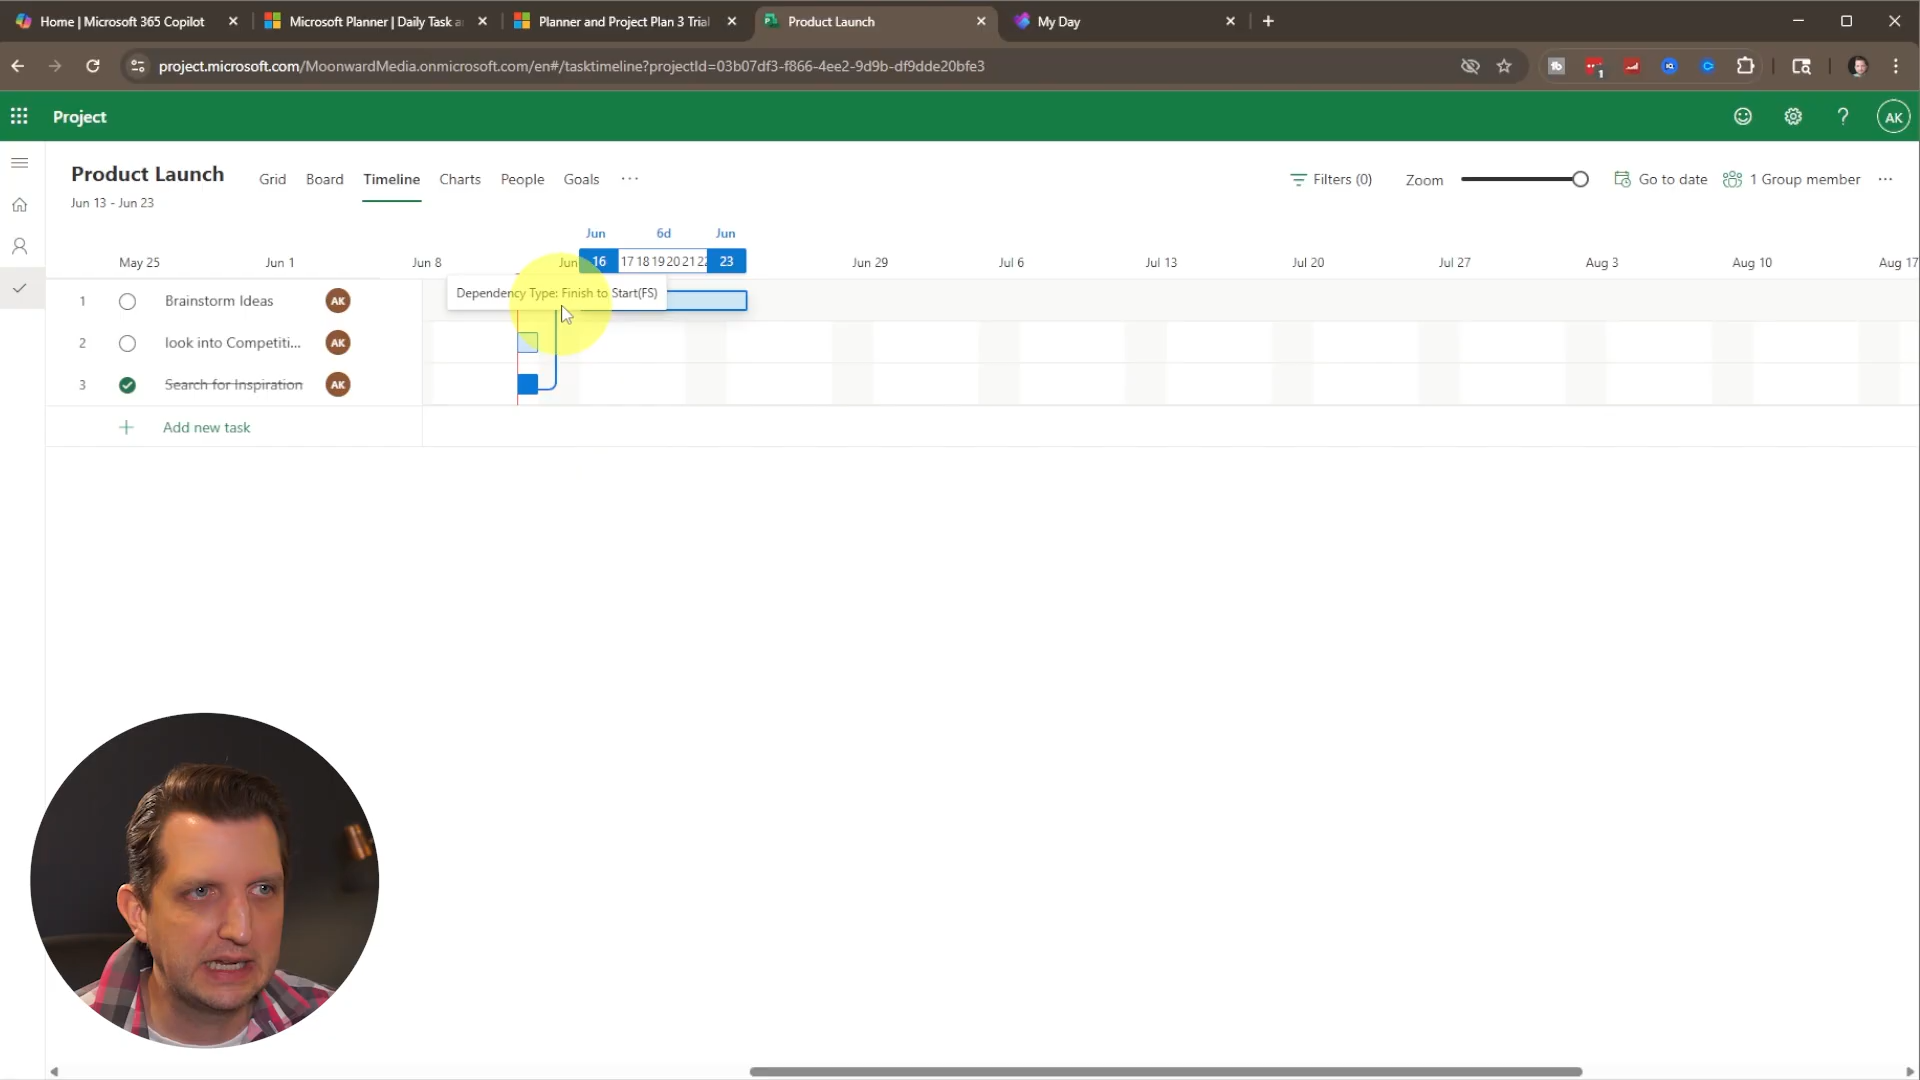 Home | Microsoft 365 Copilot
Microsoft Planner | Daily Task a
Planner and Project Plan 3 Trial
Product Launch
My Day
project.microsoft.com/MoonwardMedia.onmicrosoft.com/en#/tasktimeline?projectId=03b07df3-f866-4ee2-9d9b-df9dde20bfe3
1
Project
?
AK
Product Launch
Grid
Board
Timeline
Charts
People
Goals
···
Filters (0)
Zoom
Go to date
1 Group member
···
Jun 13 - Jun 23
Jun
6d
Jun
May 25
Jun 1
Jun 8
Jun
16
17 18 19 20 21 22
23
Jun 29
Jul 6
Jul 13
Jul 20
Jul 27
Aug 3
Aug 10
Aug 17
Dependency Type: Finish to Start(FS)
1
Brainstorm Ideas
AK
2
look into Competiti...
AK
3
Search for Inspiration
AK
Add new task